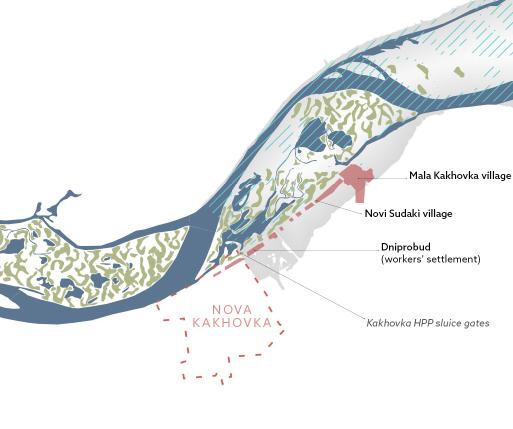 Mala Kakhovka village
Novi Sudaki village
Dniprobud
(workers’ settlement)
NOVA
KAKHOVKA
Kakhovka HPP sluice gates